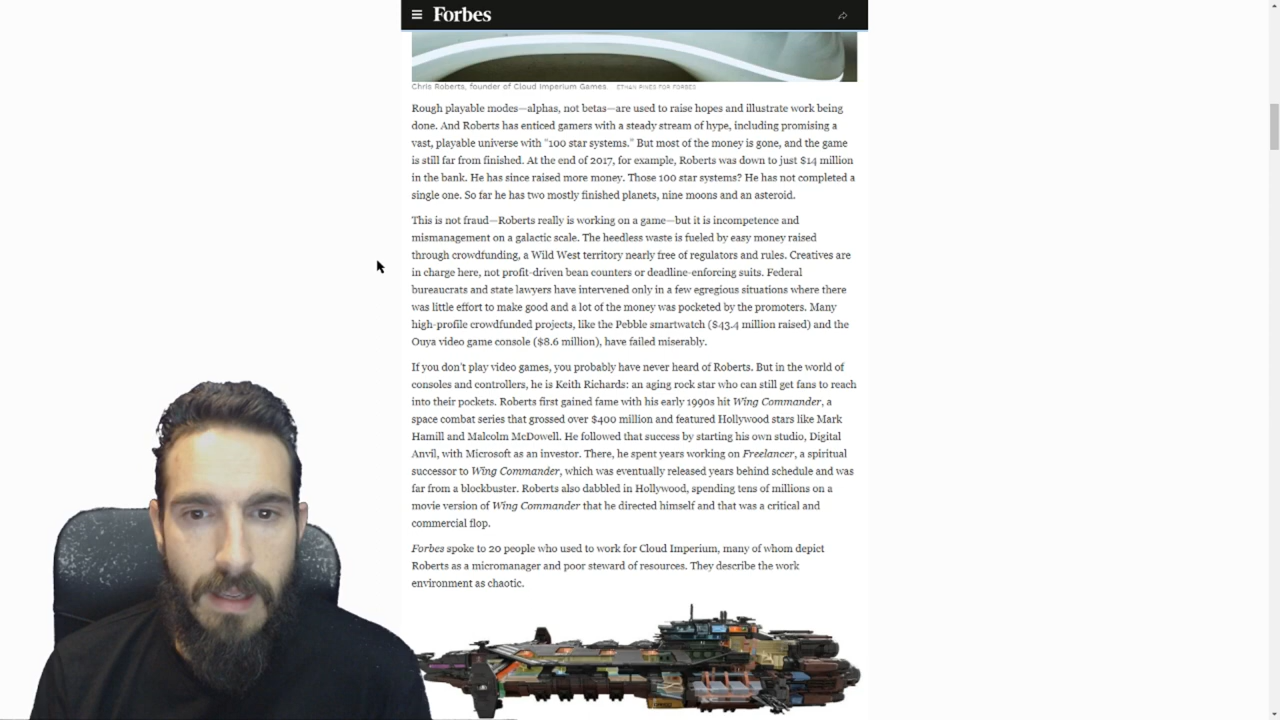 Forbes
Chris Roberts, founder of Cloud Imperium Games. ETHAN PINES FOR FORBES
Rough playable modes—alphas, not betas—are used to raise hopes and illustrate work being
done. And Roberts has enticed gamers with a steady stream of hype, including promising a
vast, playable universe with "100 star systems." But most of the money is gone, and the game
is still far from finished. At the end of 2017, for example, Roberts was down to just $14 million
in the bank. He has since raised more money. Those 100 star systems? He has not completed a
single one. So far he has two mostly finished planets, nine moons and an asteroid.
This is not fraud—Roberts really is working on a game—but it is incompetence and
mismanagement on a galactic scale. The heedless waste is fueled by easy money raised
through crowdfunding, a Wild West territory nearly free of regulators and rules. Creatives are
in charge here, not profit-driven bean counters or deadline-enforcing suits. Federal
bureaucrats and state lawyers have intervened only in a few egregious situations where there
was little effort to make good and a lot of the money was pocketed by the promoters. Many
high-profile crowdfunded projects, like the Pebble smartwatch ($43.4 million raised) and the
Ouya video game console ($8.6 million), have failed miserably.
If you don't play video games, you probably have never heard of Roberts. But in the world of
consoles and controllers, he is Keith Richards: an aging rock star who can still get fans to reach
into their pockets. Roberts first gained fame with his early 1990s hit Wing Commander, a
space combat series that grossed over $400 million and featured Hollywood stars like Mark
Hamill and Malcolm McDowell. He followed that success by starting his own studio, Digital
Anvil, with Microsoft as an investor. There, he spent years working on Freelancer, a spiritual
successor to Wing Commander, which was eventually released years behind schedule and was
far from a blockbuster. Roberts also dabbled in Hollywood, spending tens of millions on a
movie version of Wing Commander that he directed himself and that was a critical and
commercial flop.
Forbes spoke to 20 people who used to work for Cloud Imperium, many of whom depict
Roberts as a micromanager and poor steward of resources. They describe the work
environment as chaotic.